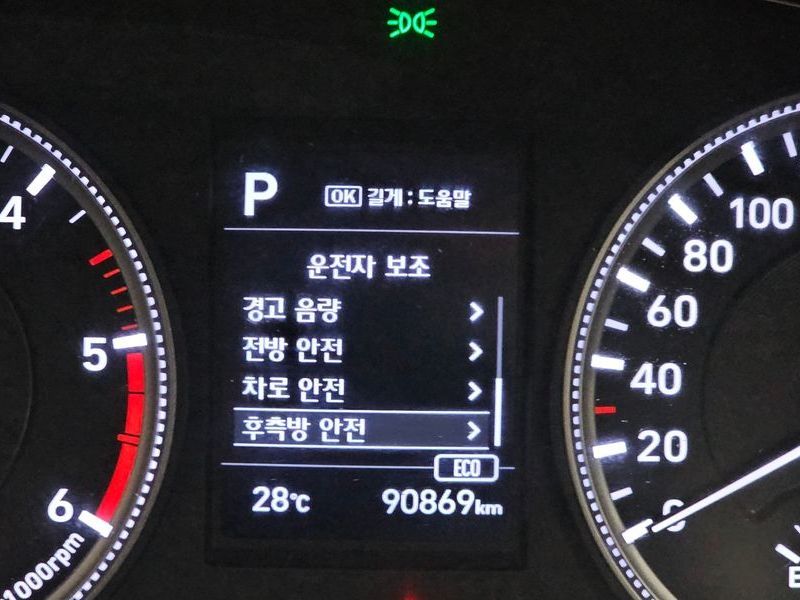 P
OK 길게 : 도움말
운전자 보조
경고 음량
전방 안전
차로 안전
후측방 안전
ECO
28℃ 90869km
4
5
6
1000rpm
100
80
60
40
20
0
E